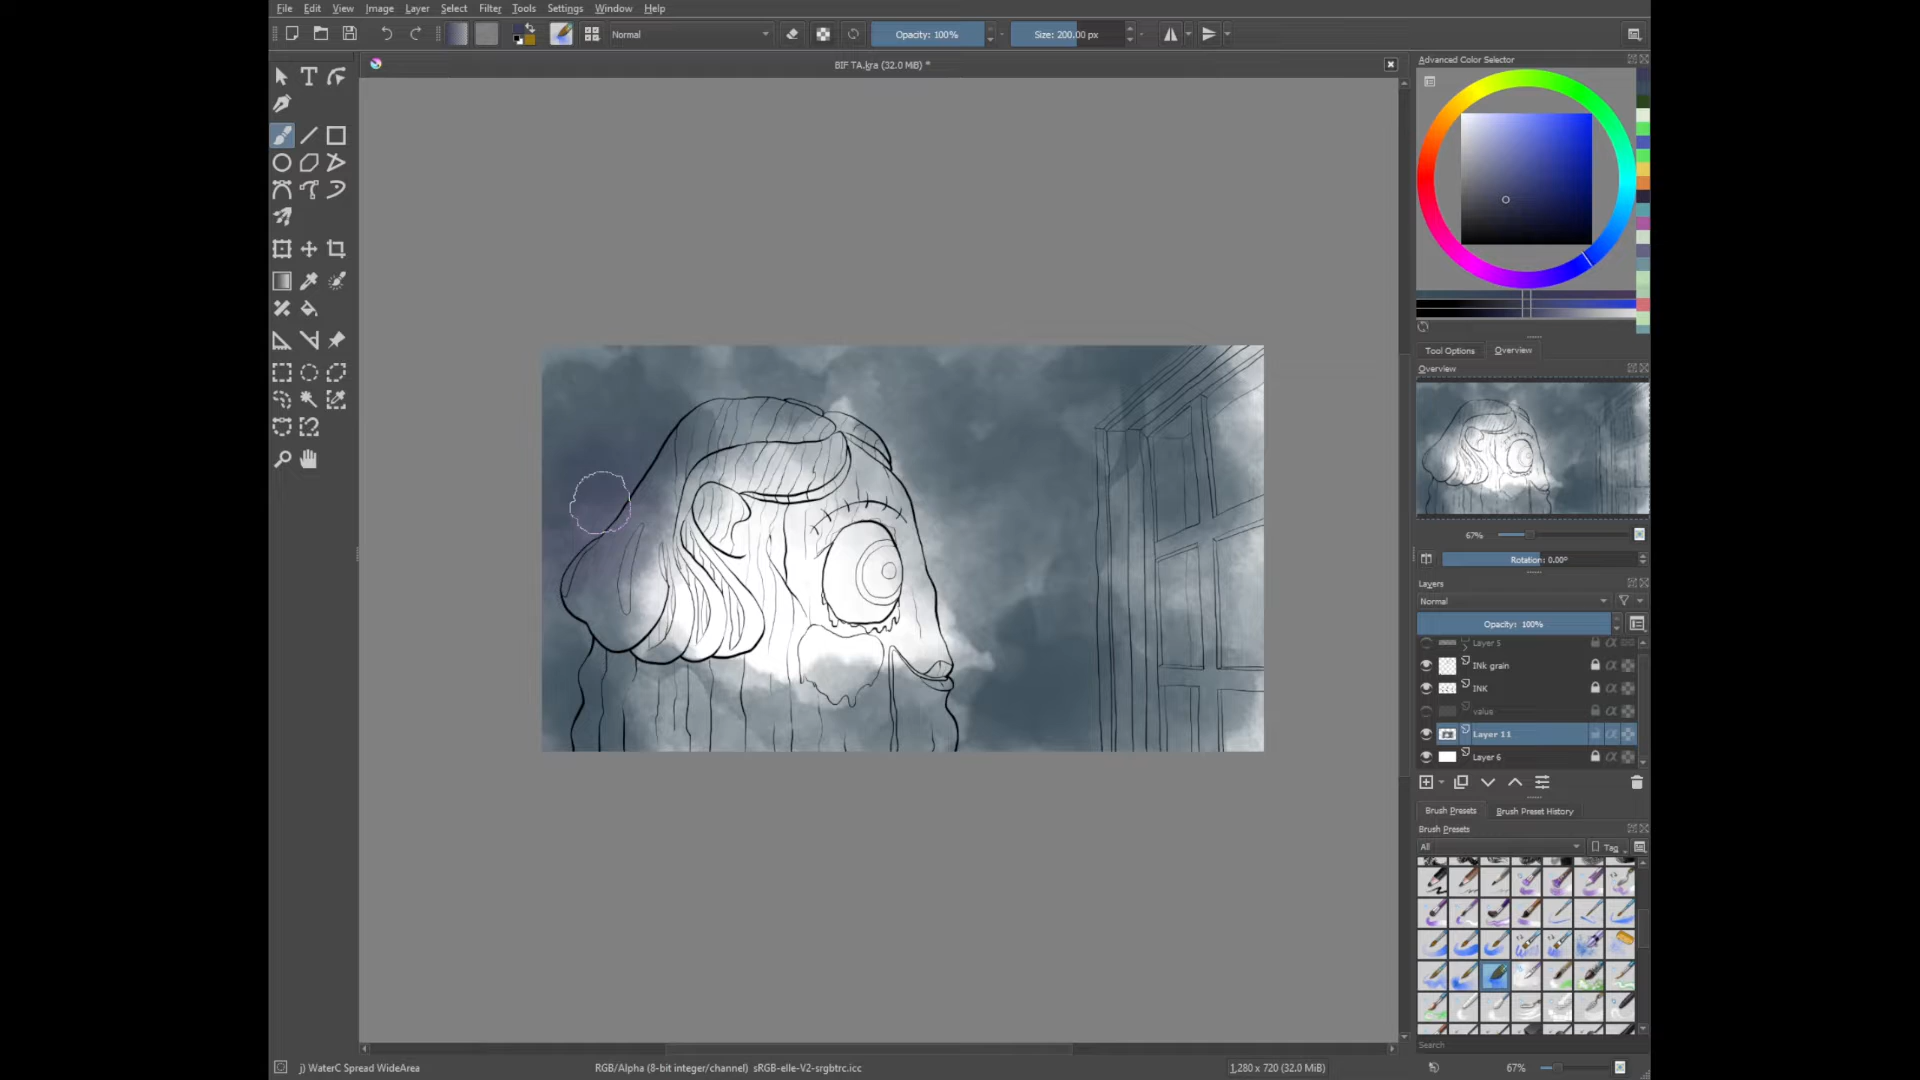 File Edit View Image Layer Select Filter Tools Settings Window Help
Normal Opacity: 100% Size: 200.00 px
BIF TA.kra (32.0 MiB) *
Advanced Color Selector
Tool Options Overview
Overview
67%
Rotation: 0.00°
Layers
Normal
Opacity: 100%
Layer 5
INk grain
INK
value
Layer 11
Layer 6
Brush Presets Brush Preset History
Brush Presets
All Tag
Search
j) WaterC Spread WideArea RGB/Alpha (8-bit integer/channel) sRGB-elle-V2-srgbtrc.icc 1,280 x 720 (32.0 MiB) 67%